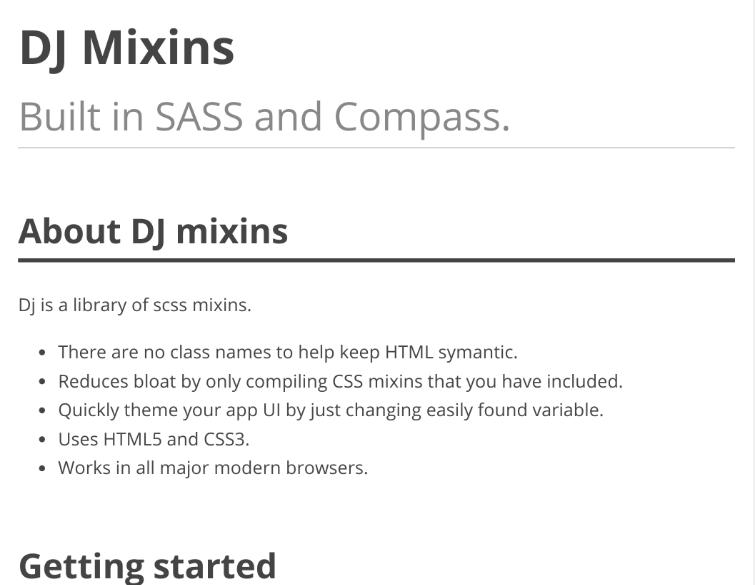 DJ Mixins
Built in SASS and Compass.
About DJ mixins
Dj is a library of scss mixins.
There are no class names to help keep HTML symantic.
Reduces bloat by only compiling CSS mixins that you have included.
Quickly theme your app UI by just changing easily found variable.
Uses HTML5 and CSS3.
Works in all major modern browsers.
Getting started